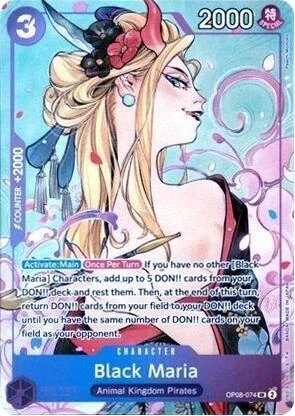 3
2000
特
SPECIAL
COUNTER +2000
Activate:Main Once Per Turn If you have no other [Black
Maria] Characters, add up to 5 DON!! cards from your
DON!! deck and rest them. Then, at the end of this turn,
return DON!! cards from your field to your DON!! deck
until you have the same number of DON!! cards on your
field as your opponent.
CHARACTER
Black Maria
Animal Kingdom Pirates
OP08-074
2